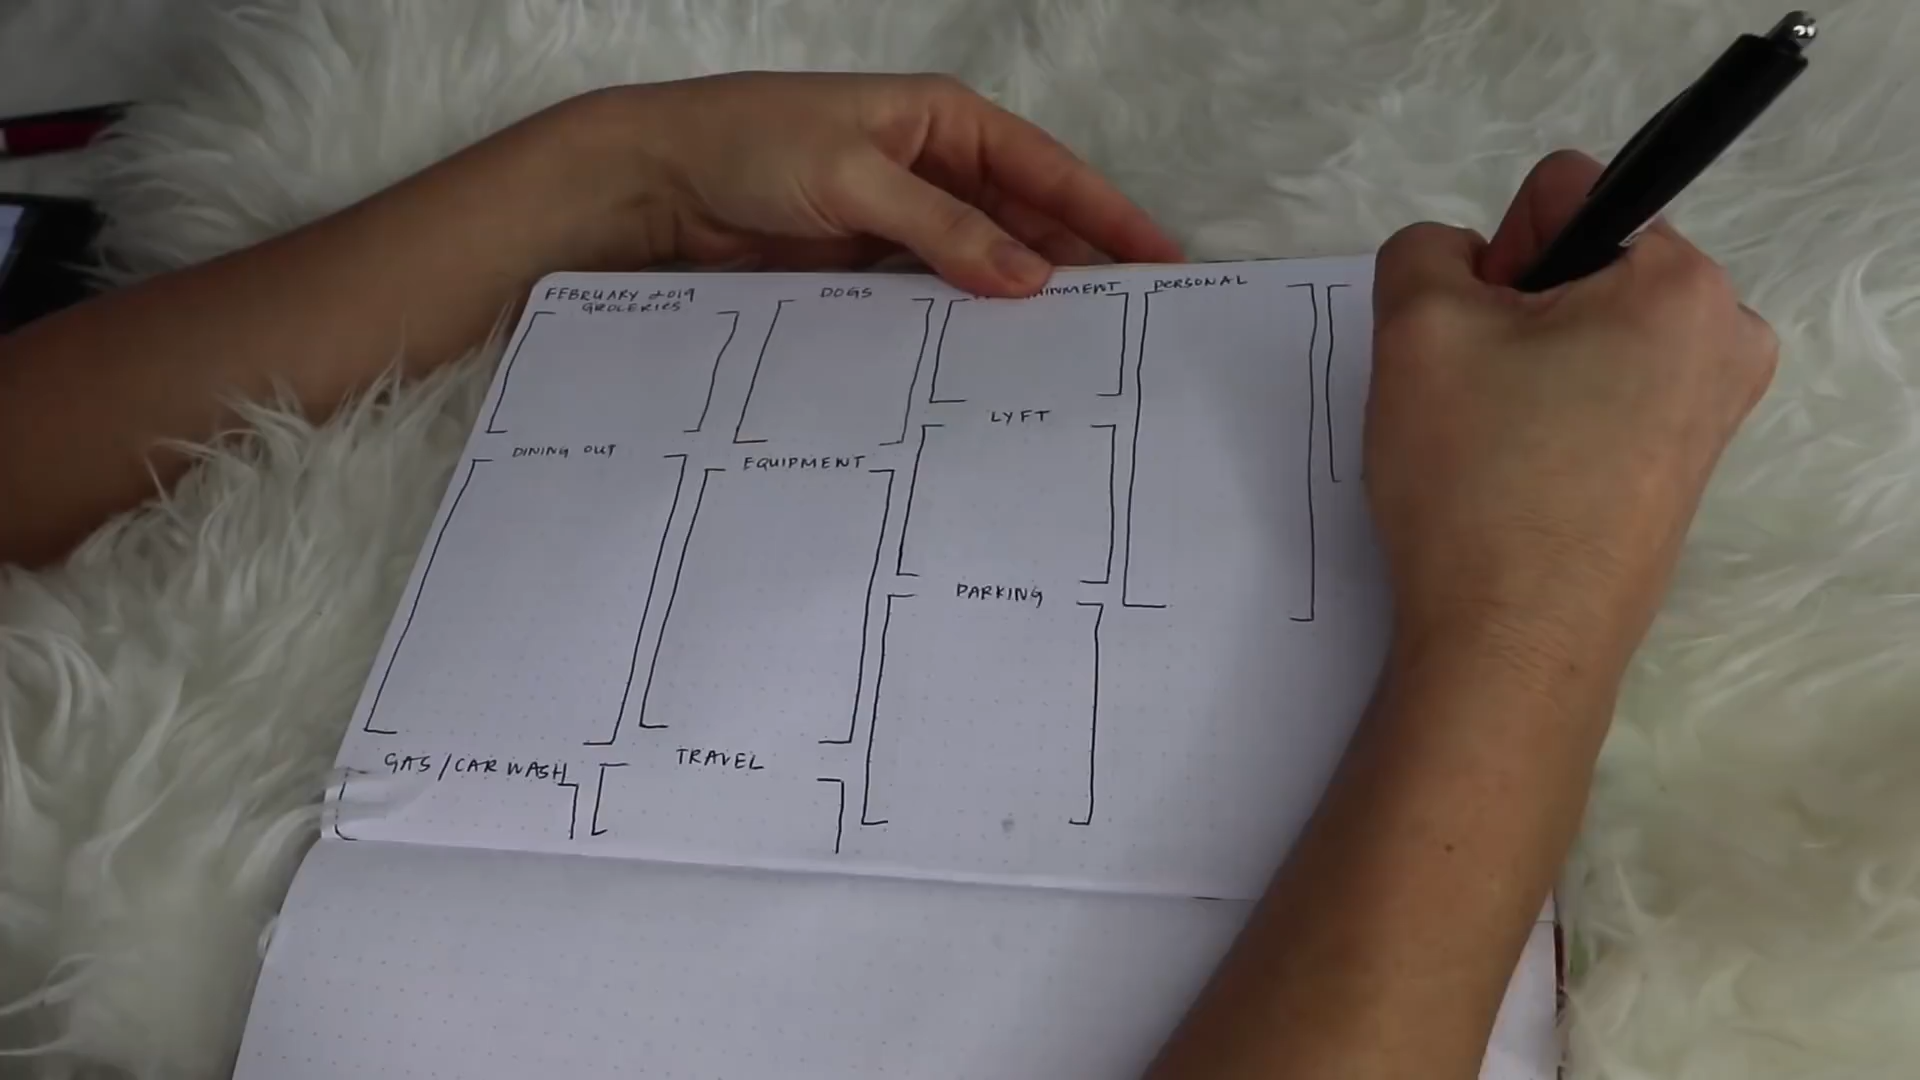 FEBRUARY 2019
GROCERIES
DINING OUT
GAS/CAR WASH
DOGS
EQUIPMENT
TRAVEL
LYFT
PARKING
PERSONAL